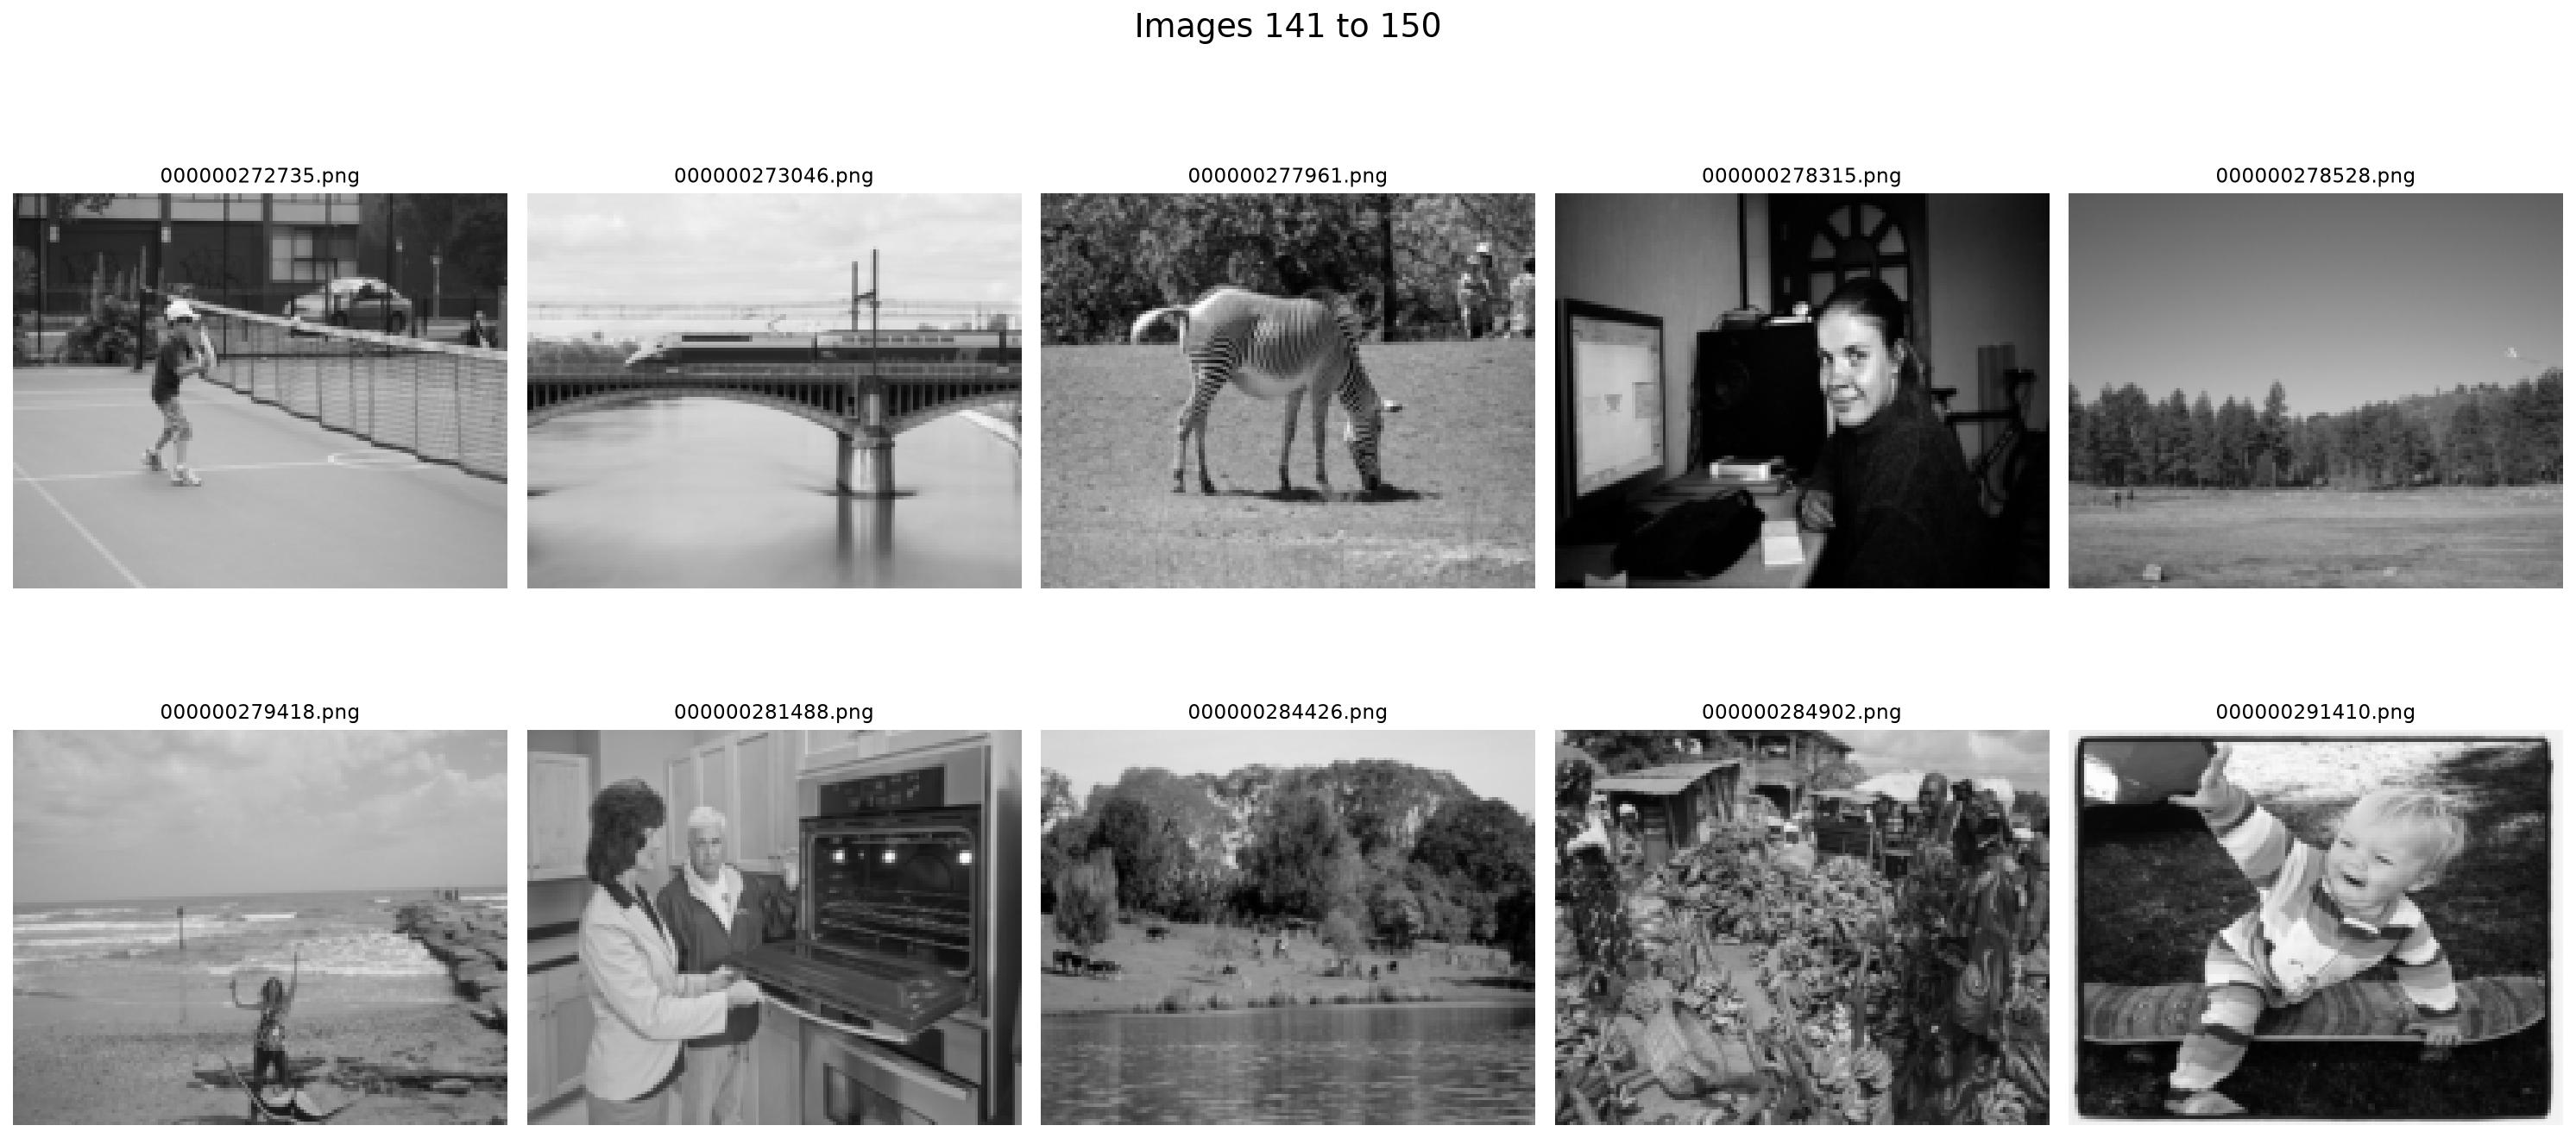 Images 141 to 150
000000272735.png
000000273046.png
000000277961.png
000000278315.png
000000278528.png
000000279418.png
000000281488.png
000000284426.png
000000284902.png
000000291410.png